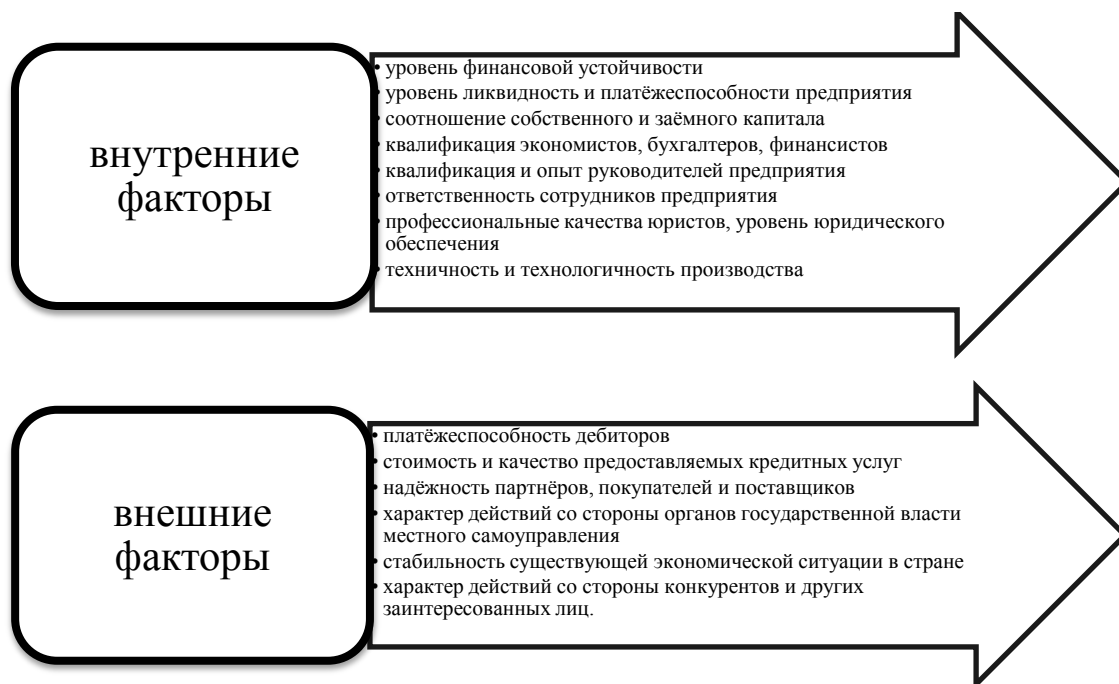 внутренние
факторы
• уровень финансовой устойчивости
• уровень ликвидность и платёжеспособности предприятия
• соотношение собственного и заёмного капитала
• квалификация экономистов, бухгалтеров, финансистов
• квалификация и опыт руководителей предприятия
• ответственность сотрудников предприятия
• профессиональные качества юристов, уровень юридического
обеспечения
• техничность и технологичность производства
внешние
факторы
• платёжеспособность дебиторов
• стоимость и качество предоставляемых кредитных услуг
• надёжность партнёров, покупателей и поставщиков
• характер действий со стороны органов государственной власти
местного самоуправления
• стабильность существующей экономической ситуации в стране
• характер действий со стороны конкурентов и других
заинтересованных лиц.